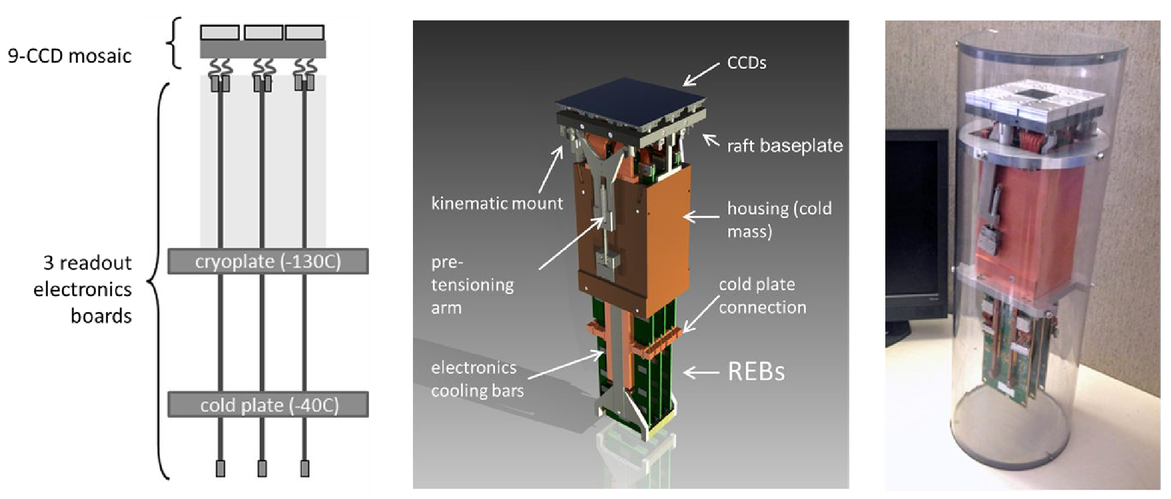 9-CCD mosaic
3 readout
electronics
boards
cryoplate (-130C)
cold plate (-40C)
CCDs
raft baseplate
kinematic mount
housing (cold
mass)
pre-
tensioning
arm
cold plate
connection
electronics
cooling bars
REBs